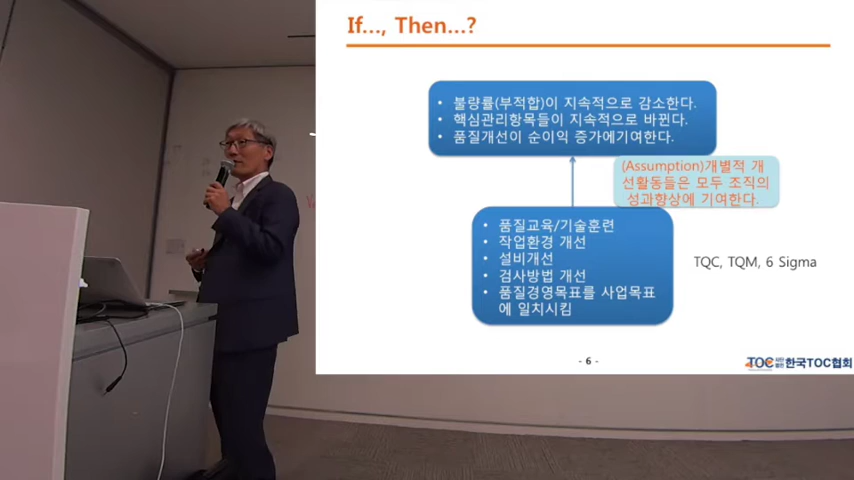 If…, Then…?
• 불량률(부적합)이 지속적으로 감소한다.
• 핵심관리항목들이 지속적으로 바뀐다.
• 품질개선이 순이익 증가에기여한다.
(Assumption)개별적 개
선활동들은 모두 조직의
성과향상에 기여한다.
• 품질교육/기술훈련
• 작업환경 개선
• 설비개선
• 검사방법 개선
• 품질경영목표를 사업목표
에 일치시킴
TQC, TQM, 6 Sigma
- 6 -
TOC 사단법인 한국TOC협회